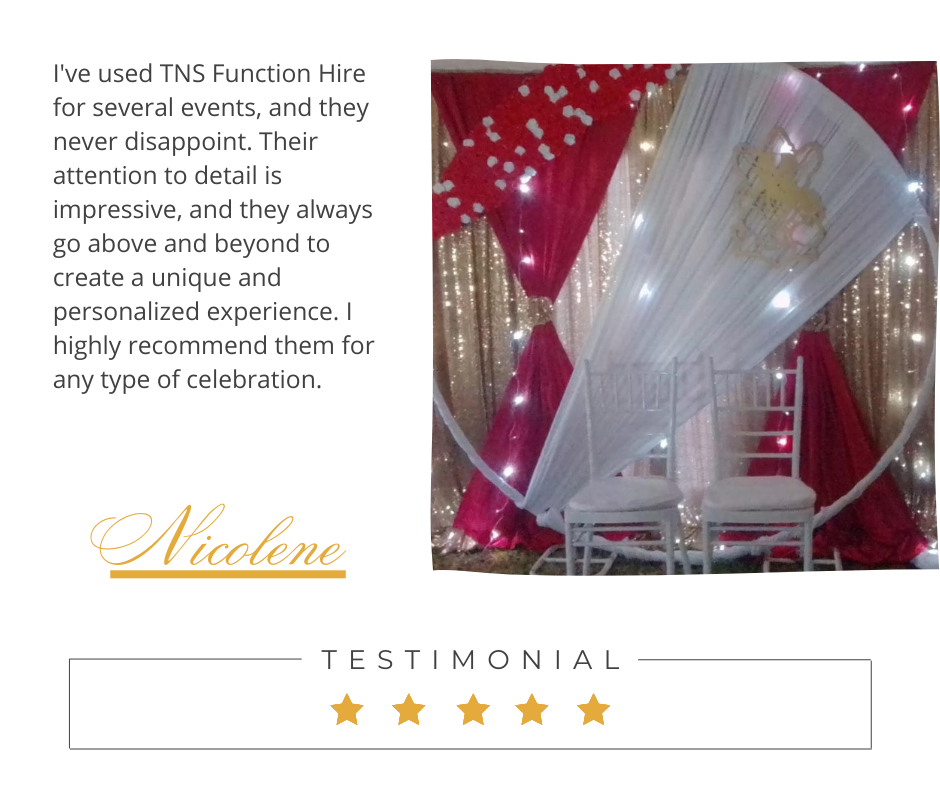 I've used TNS Function Hire
for several events, and they
never disappoint. Their
attention to detail is
impressive, and they always
go above and beyond to
create a unique and
personalized experience. I
highly recommend them for
any type of celebration.
Nicolene
TESTIMONIAL